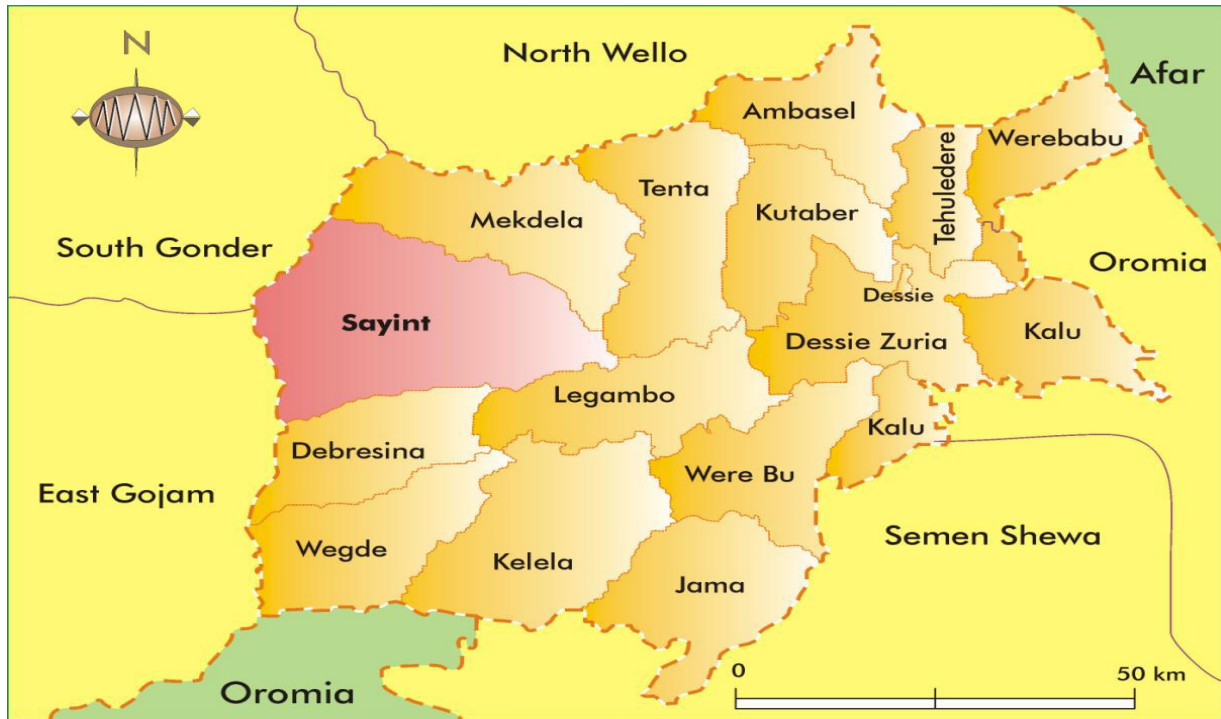 N
North Wello
Afar
Ambasel
Werebabu
Tehuledere
Tenta
Kutaber
Mekdela
South Gonder
Oromia
Dessie
Sayint
Kalu
Dessie Zuria
Legambo
Kalu
Debresina
Were Bu
East Gojam
Semen Shewa
Wegde
Kelela
Jama
0
50 km
Oromia